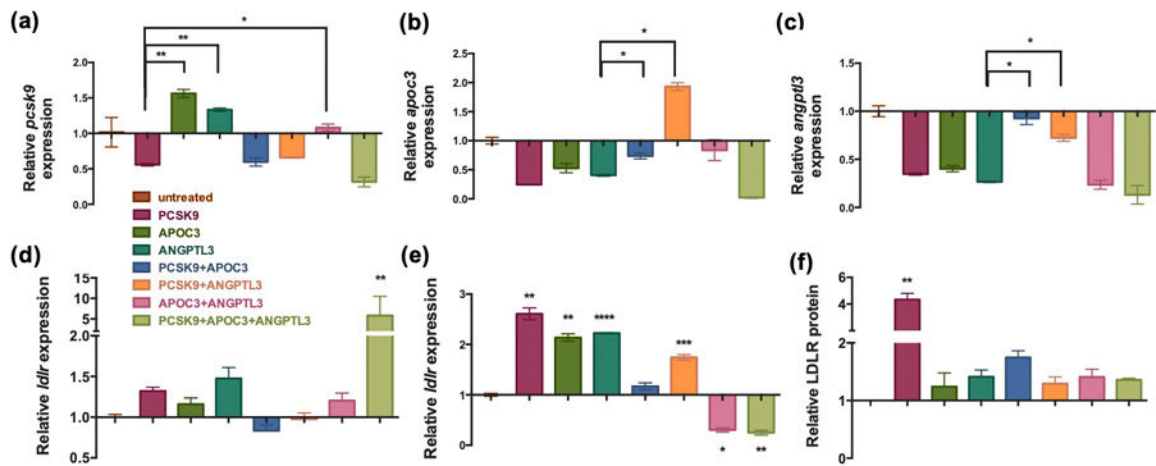 (a)
Relative pcsk9
expression
2.0
1.5
1.0
0.5
0.0
*
**
**
(b)
Relative apoc3
expression
2.5
2.0
1.5
1.0
0.5
0.0
*
*
(c)
Relative angptl3
expression
1.5
1.0
0.5
0.0
*
*
untreated
PCSK9
APOC3
ANGPTL3
PCSK9+APOC3
PCSK9+ANGPTL3
APOC3+ANGPTL3
PCSK9+APOC3+ANGPTL3
(d)
Relative ldlr expression
15
10
5
2.0
1.5
1.0
0.5
**
(e)
Relative ldlr expression
3
2
1
0
**
**
****
***
*
**
(f)
Relative LDLR protein
6
4
2
1
0
**